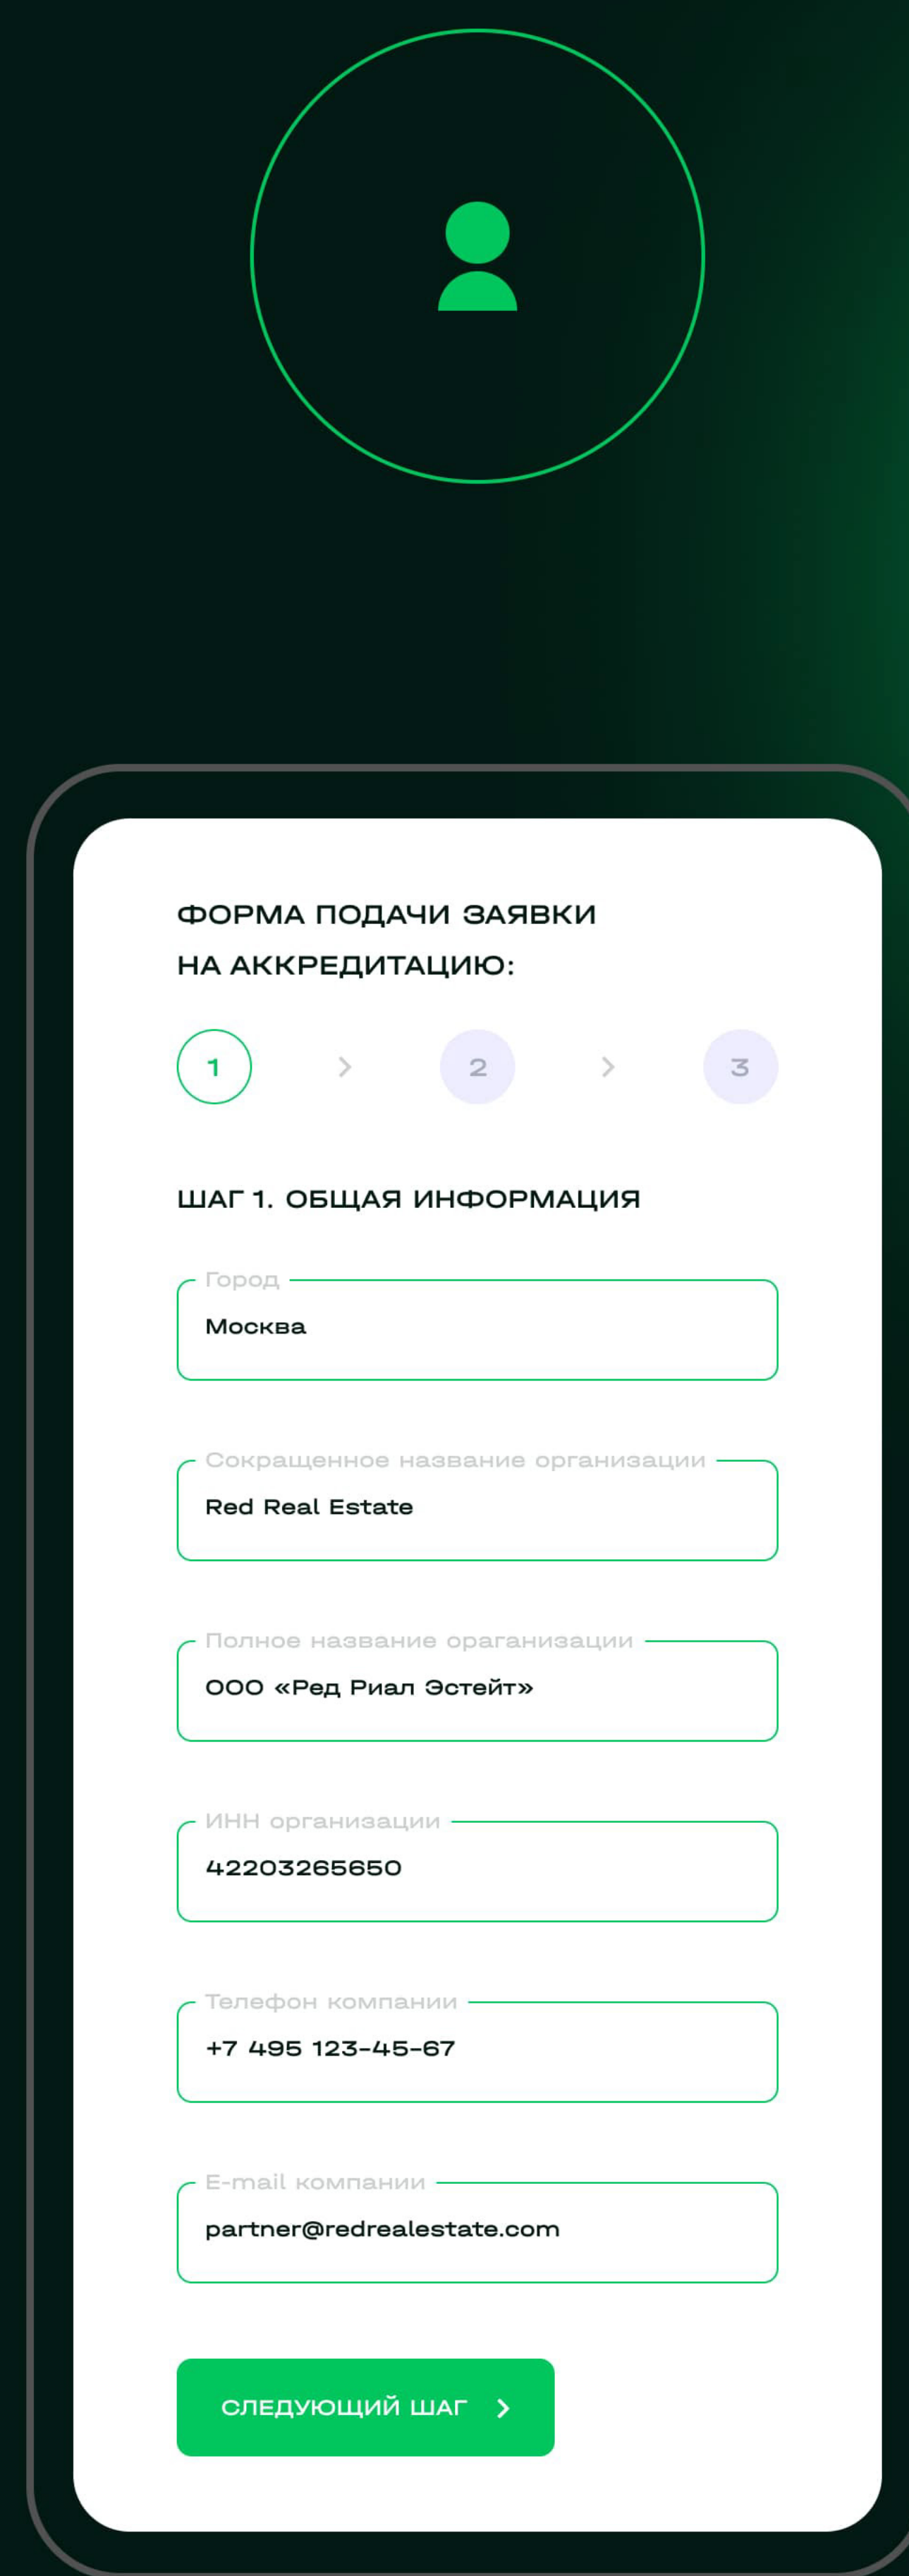 ФОРМА ПОДАЧИ ЗАЯВКИ
НА АККРЕДИТАЦИЮ:
1 > 2 > 3
ШАГ 1. ОБЩАЯ ИНФОРМАЦИЯ
Город
Москва
Сокращенное название организации
Red Real Estate
Полное название ораганизации
ООО «Ред Риал Эстейт»
ИНН организации
42203265650
Телефон компании
+7 495 123-45-67
E-mail компании
partner@redrealestate.com
СЛЕДУЮЩИЙ ШАГ >